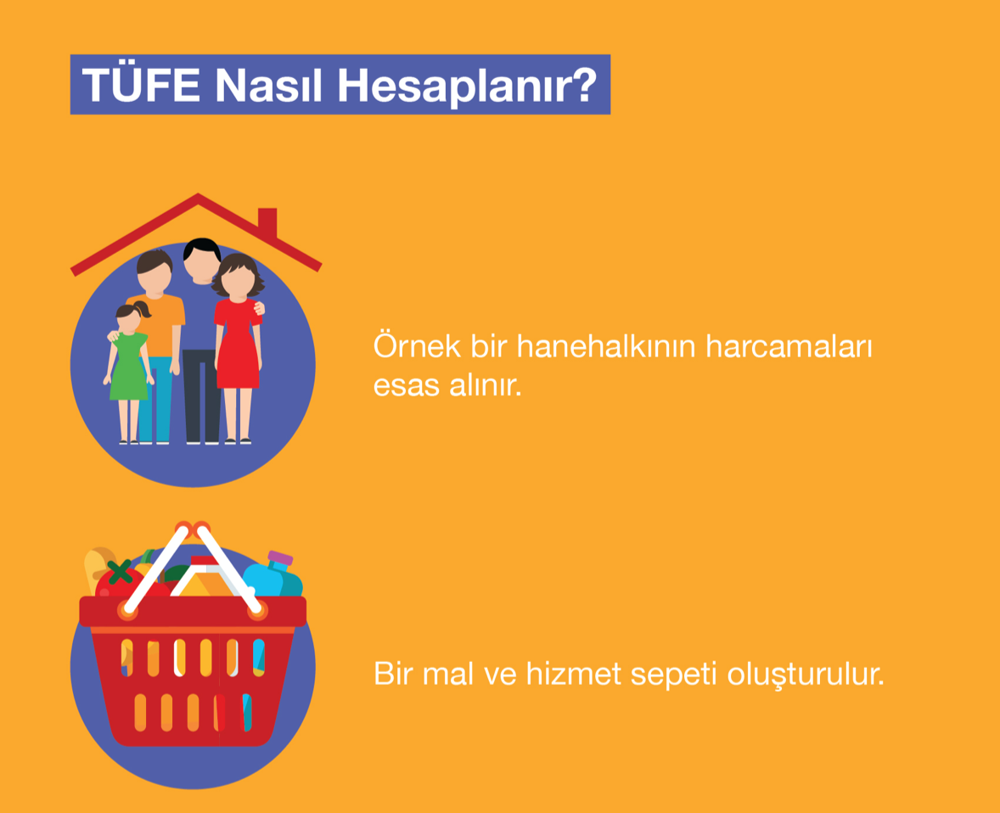 TÜFE Nasıl Hesaplanır?
Örnek bir hanehalkının harcamaları
esas alınır.
Bir mal ve hizmet sepeti oluşturulur.